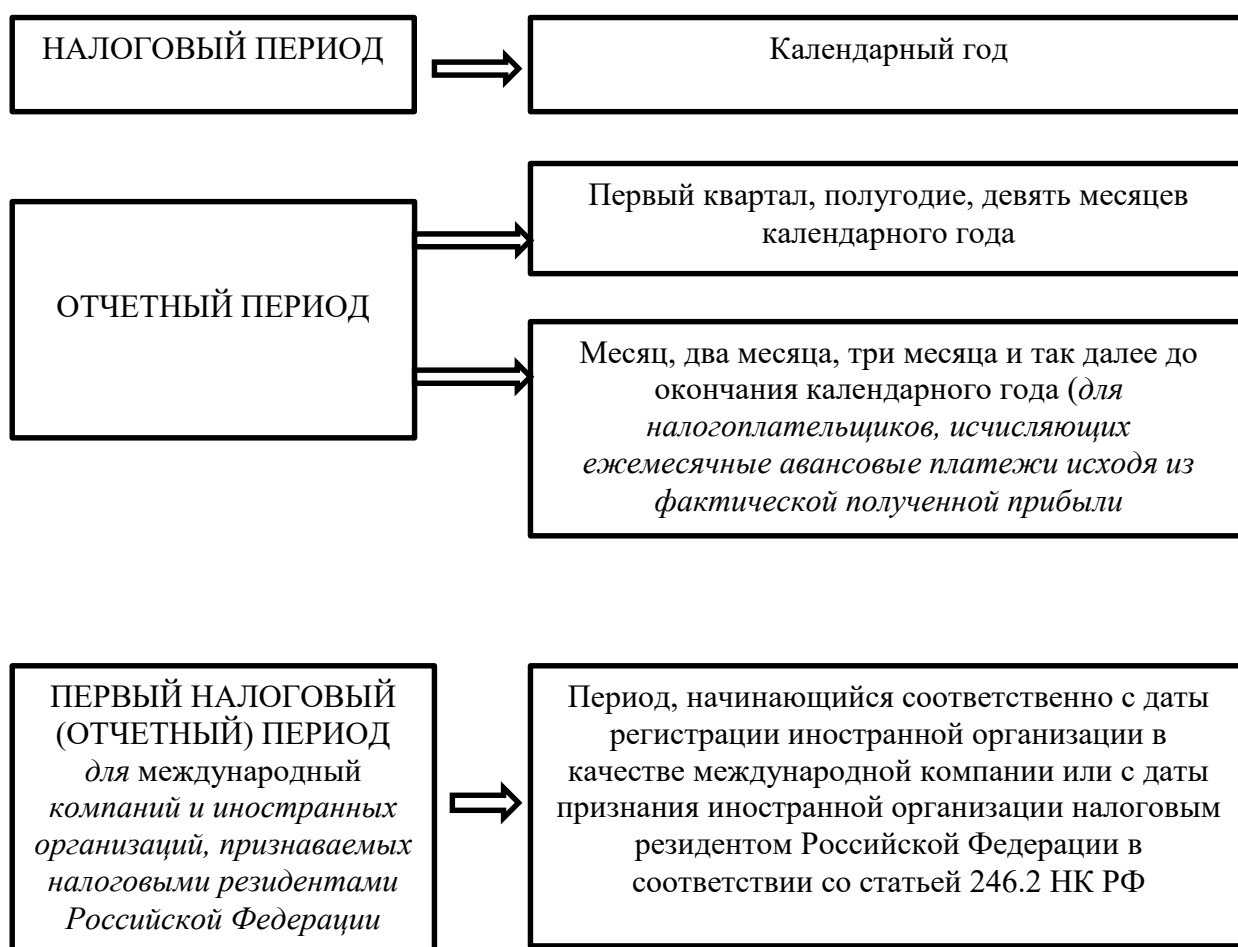 НАЛОГОВЫЙ ПЕРИОД
Календарный год
ОТЧЕТНЫЙ ПЕРИОД
Первый квартал, полугодие, девять месяцев
календарного года
Месяц, два месяца, три месяца и так далее до
окончания календарного года (для
налогоплательщиков, исчисляющих
ежемесячные авансовые платежи исходя из
фактической полученной прибыли
ПЕРВЫЙ НАЛОГОВЫЙ
(ОТЧЕТНЫЙ) ПЕРИОД
для международный
компаний и иностранных
организаций, признаваемых
налоговыми резидентами
Российской Федерации
Период, начинающийся соответственно с даты
регистрации иностранной организации в
качестве международной компании или с даты
признания иностранной организации налоговым
резидентом Российской Федерации в
соответствии со статьей 246.2 НК РФ